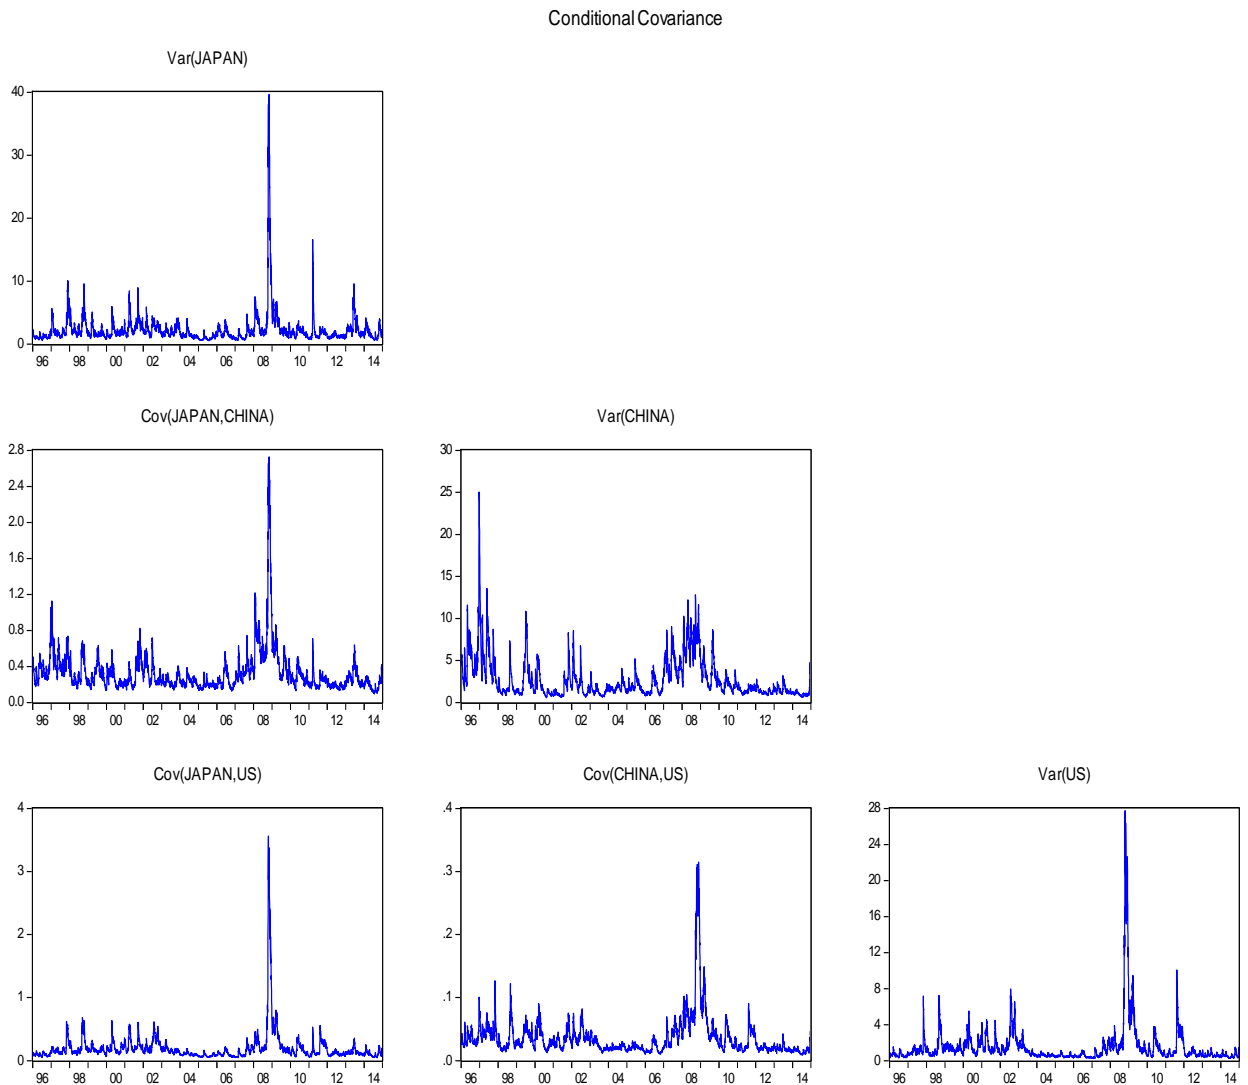 Conditional Covariance
Var(JAPAN)
40
30
20
10
0
96 98 00 02 04 06 08 10 12 14
Cov(JAPAN,CHINA)
2.8
2.4
2.0
1.6
1.2
0.8
0.4
0.0
96 98 00 02 04 06 08 10 12 14
Var(CHINA)
30
25
20
15
10
5
0
96 98 00 02 04 06 08 10 12 14
Cov(JAPAN,US)
4
3
2
1
0
96 98 00 02 04 06 08 10 12 14
Cov(CHINA,US)
.4
.3
.2
.1
.0
96 98 00 02 04 06 08 10 12 14
Var(US)
28
24
20
16
12
8
4
0
96 98 00 02 04 06 08 10 12 14